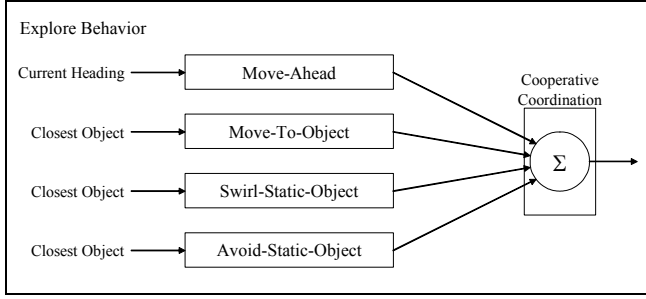 Explore Behavior
Current Heading
Move-Ahead
Cooperative
Coordination
Closest Object
Move-To-Object
Σ
Closest Object
Swirl-Static-Object
Closest Object
Avoid-Static-Object